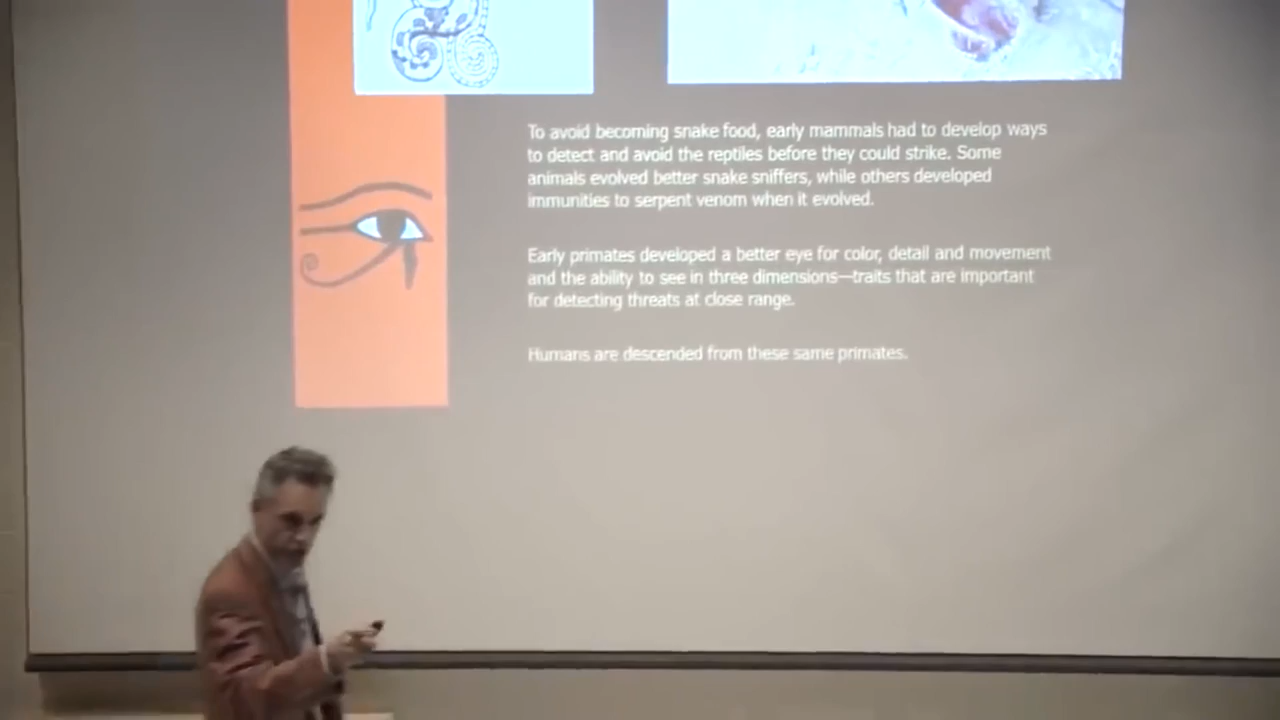 To avoid becoming snake food, early mammals had to develop ways
to detect and avoid the reptiles before they could strike. Some
animals evolved better snake sniffers, while others developed
immunities to serpent venom when it evolved.
Early primates developed a better eye for color, detail and movement
and the ability to see in three dimensions—traits that are important
for detecting threats at close range.
Humans are descended from these same primates.